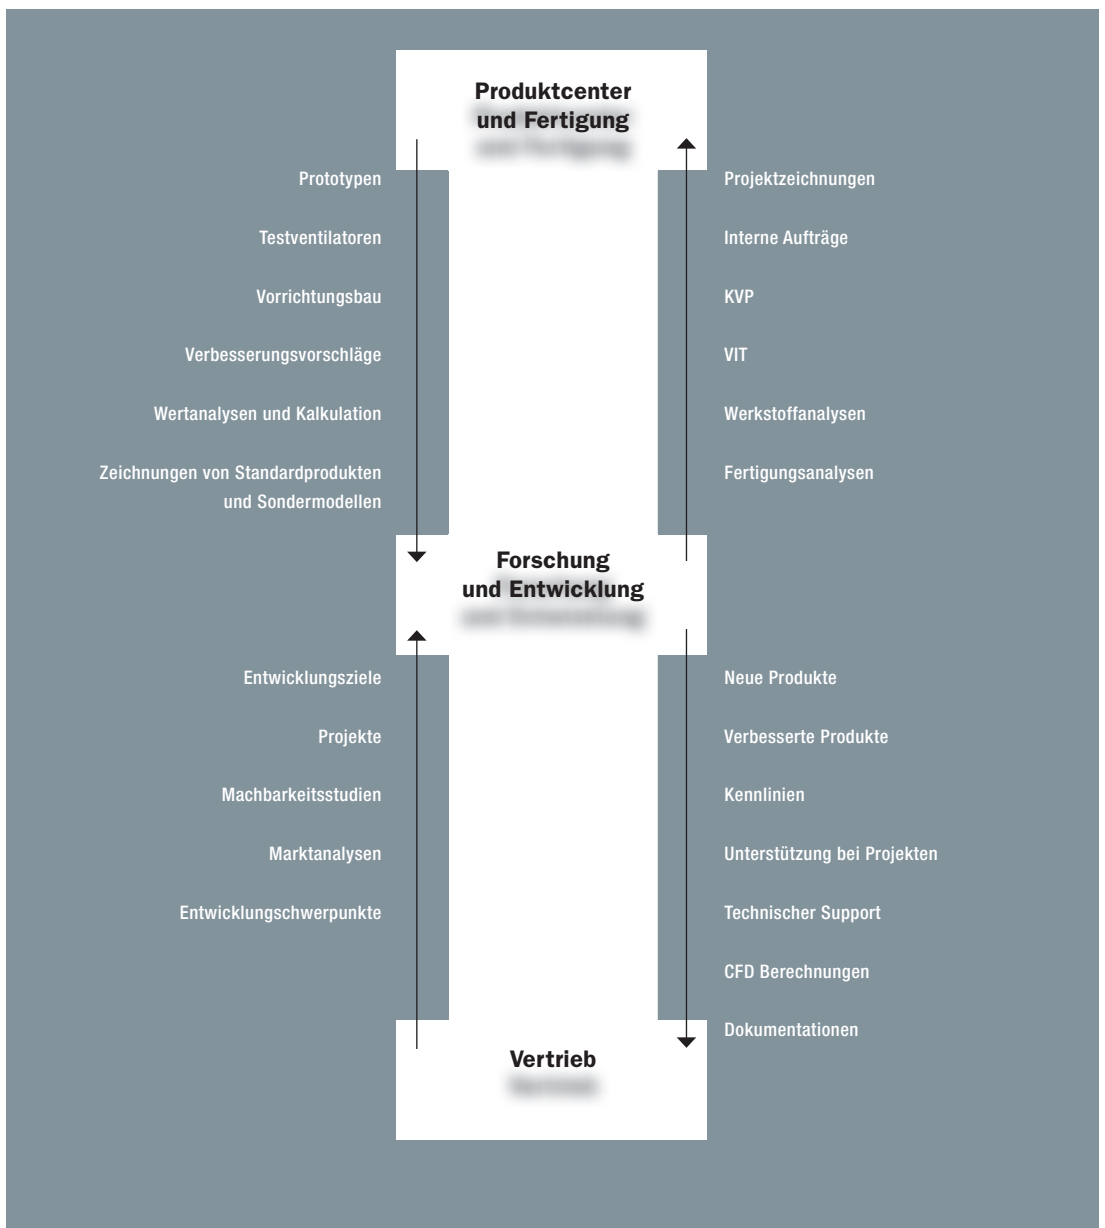 Produktcenter
und Fertigung
Prototypen
Testventilatoren
Vorrichtungsbau
Verbesserungsvorschläge
Wertanalysen und Kalkulation
Zeichnungen von Standardprodukten
und Sondermodellen
Projektzeichnungen
Interne Aufträge
KVP
VIT
Werkstoffanalysen
Fertigungsanalysen
Forschung
und Entwicklung
Entwicklungsziele
Projekte
Machbarkeitsstudien
Marktanalysen
Entwicklungschwerpunkte
Neue Produkte
Verbesserte Produkte
Kennlinien
Unterstützung bei Projekten
Technischer Support
CFD Berechnungen
Dokumentationen
Vertrieb